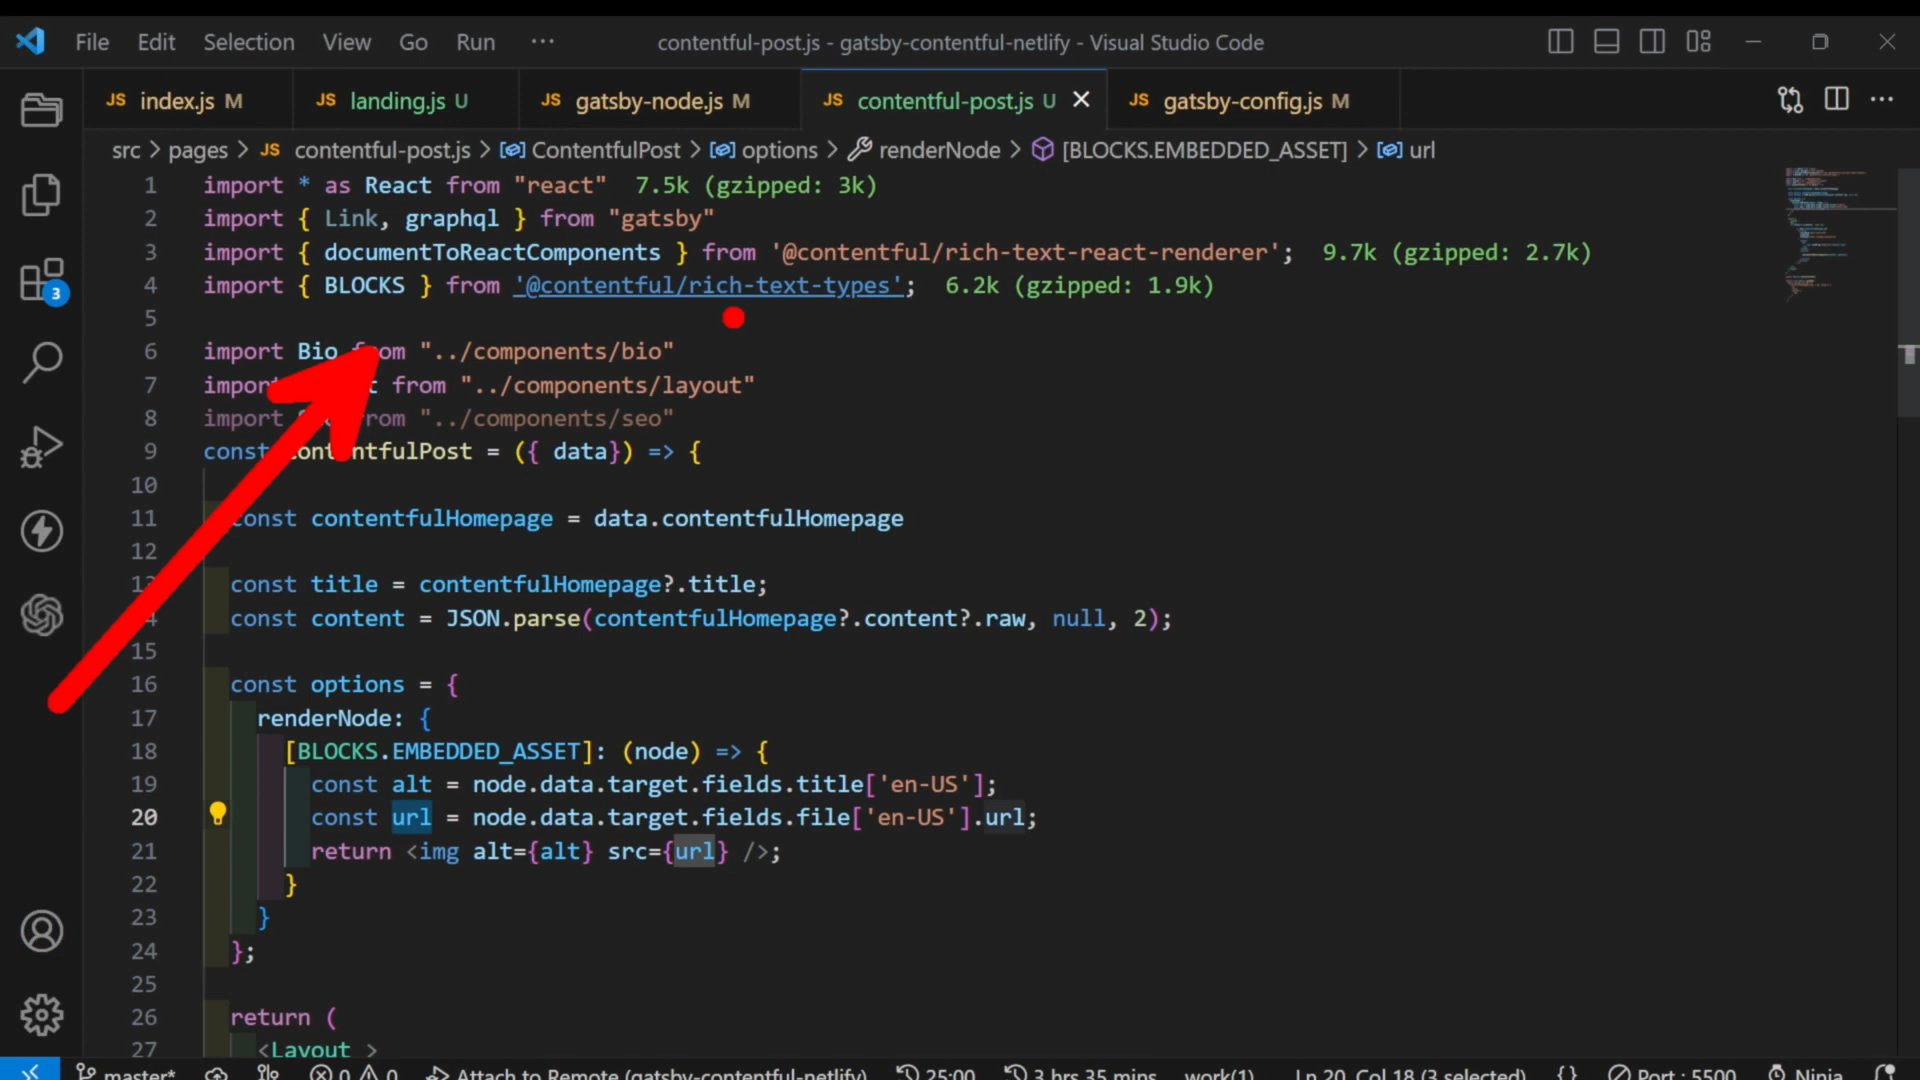 File Edit Selection View Go Run ··· contentful-post.js - gatsby-contentful-netlify - Visual Studio Code
JS index.js M JS landing.js U JS gatsby-node.js M JS contentful-post.js U JS gatsby-config.js M
src > pages > JS contentful-post.js > ContentfulPost > options > renderNode > [BLOCKS.EMBEDDED_ASSET] > url
1 import * as React from "react" 7.5k (gzipped: 3k)
2 import { Link, graphql } from "gatsby"
3 import { documentToReactComponents } from '@contentful/rich-text-react-renderer'; 9.7k (gzipped: 2.7k)
4 import { BLOCKS } from '@contentful/rich-text-types'; 6.2k (gzipped: 1.9k)
5
6 import Bio from "../components/bio"
7 import from "../components/layout"
8 import from "../components/seo"
9 const ContentfulPost = ({ data}) => {
10
11 const contentfulHomepage = data.contentfulHomepage
12
13 const title = contentfulHomepage?.title;
14 const content = JSON.parse(contentfulHomepage?.content?.raw, null, 2);
15
16 const options = {
17 renderNode: {
18 [BLOCKS.EMBEDDED_ASSET]: (node) => {
19 const alt = node.data.target.fields.title['en-US'];
20 const url = node.data.target.fields.file['en-US'].url;
21 return <img alt={alt} src={url} />;
22 }
23 }
24 };
25
26 return (
27 <Layout >
3
master* 0 0 Attach to Remote (gatsby-contentful-netlify) 25:00 3 hrs 35 mins work(1) Ln 20, Col 18 (3 selected) {} Port : 5500 Ninja